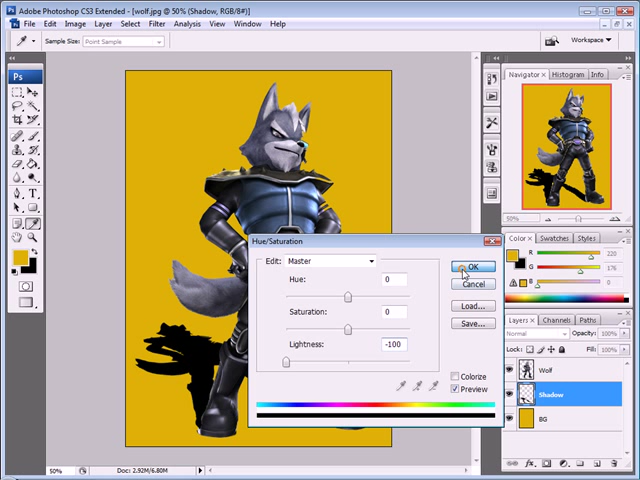 Adobe Photoshop CS3 Extended - [wolf.jpg @ 50% (Shadow, RGB/8#)]
File Edit Image Layer Select Filter Analysis View Window Help
Sample Size: Point Sample
Workspace
Ps
Navigator Histogram Info
50%
Hue/Saturation
Edit: Master
Hue: 0
Saturation: 0
Lightness: -100
OK
Cancel
Load...
Save...
Colorize
Preview
Color Swatches Styles
R 220
G 176
B 0
Layers Channels Paths
Normal Opacity: 100%
Lock: Fill: 100%
Wolf
Shadow
BG
50% Doc: 2.92M/6.80M